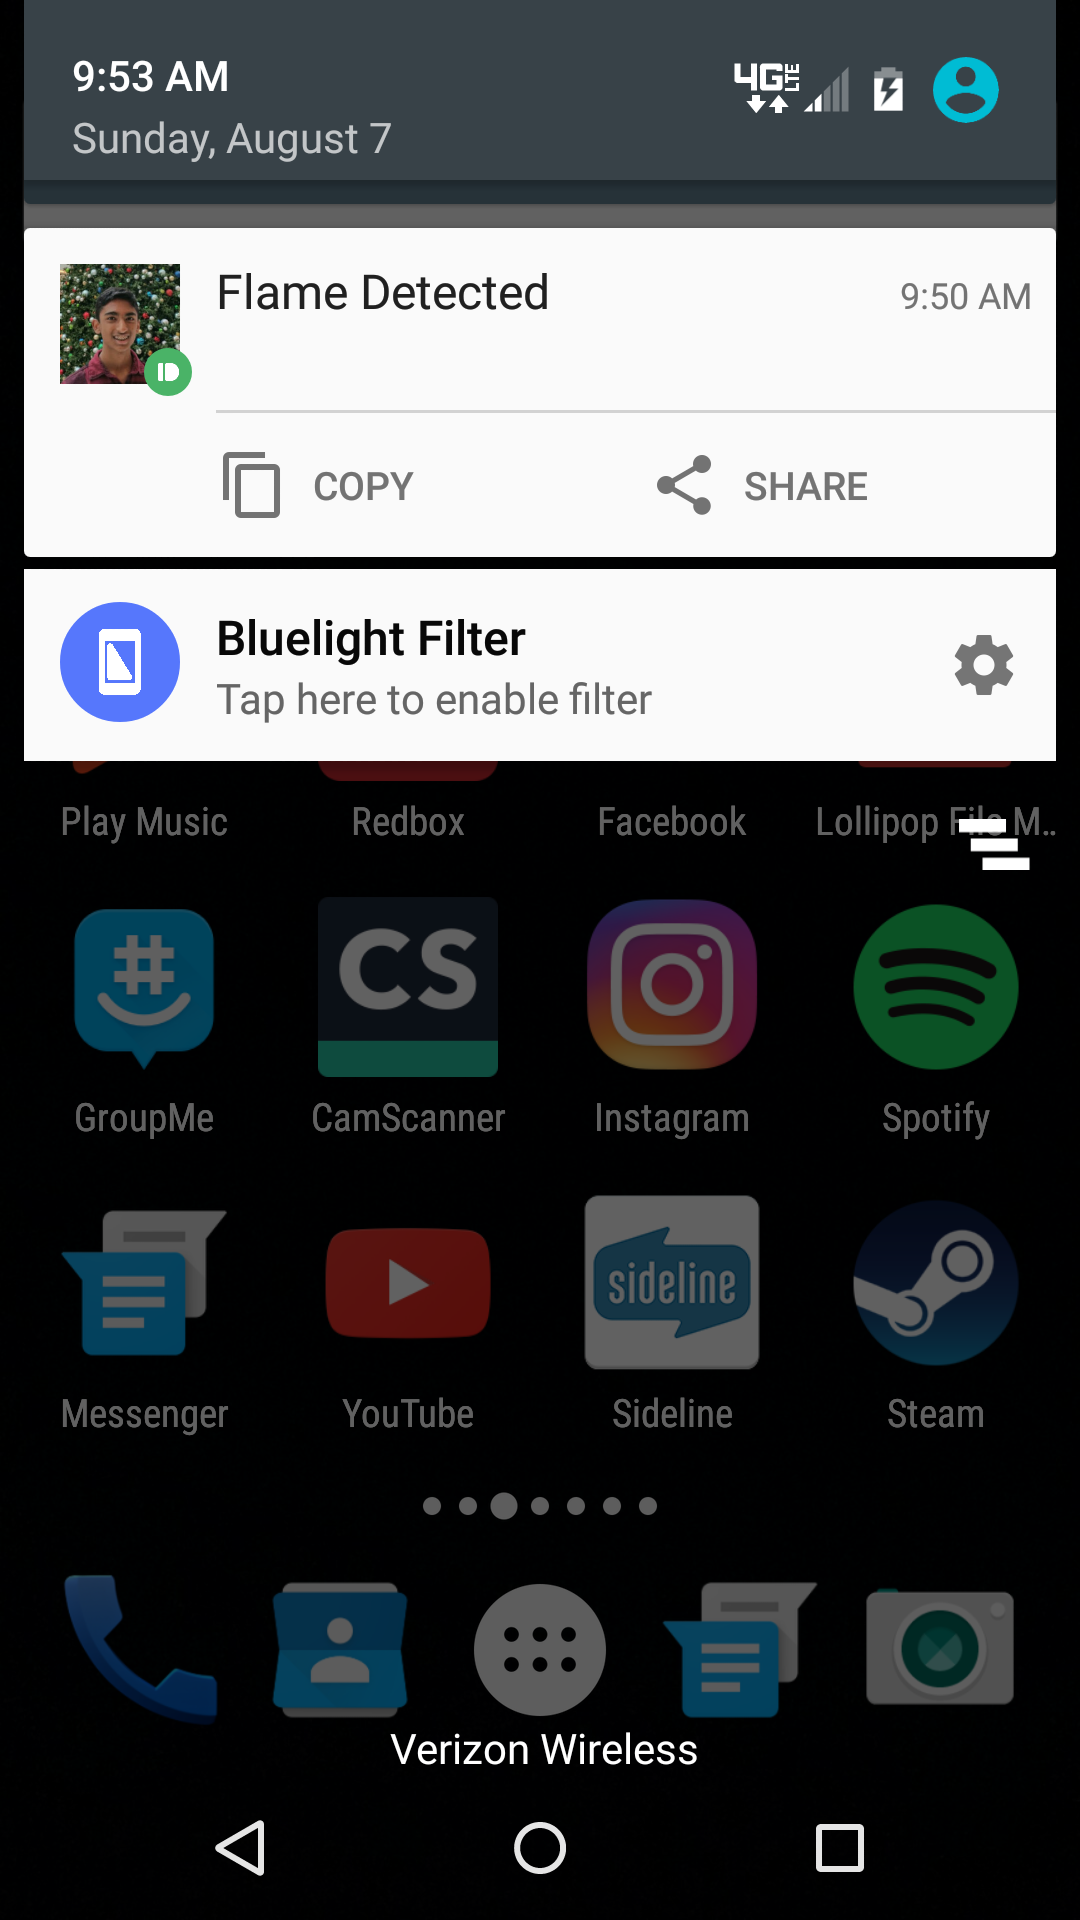 9:53 AM
4G LTE
Sunday, August 7
Flame Detected
9:50 AM
COPY
SHARE
Bluelight Filter
Tap here to enable filter
Play Music
Redbox
Facebook
Lollipop File M..
#
CS
GroupMe
CamScanner
Instagram
Spotify
sideline
Messenger
YouTube
Sideline
Steam
Verizon Wireless